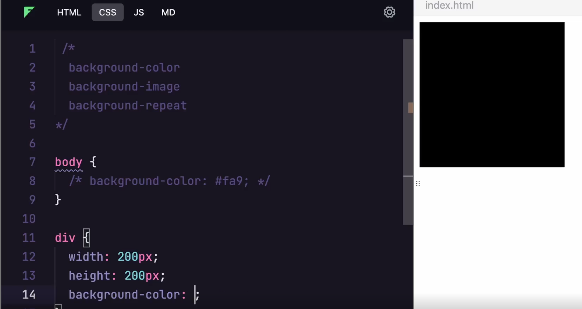 HTML CSS JS MD
index.html
1 /*
2 background-color
3 background-image
4 background-repeat
5 */
6
7 body {
8 /* background-color: #fa9; */
9 }
10
11 div {
12 width: 200px;
13 height: 200px;
14 background-color: ;